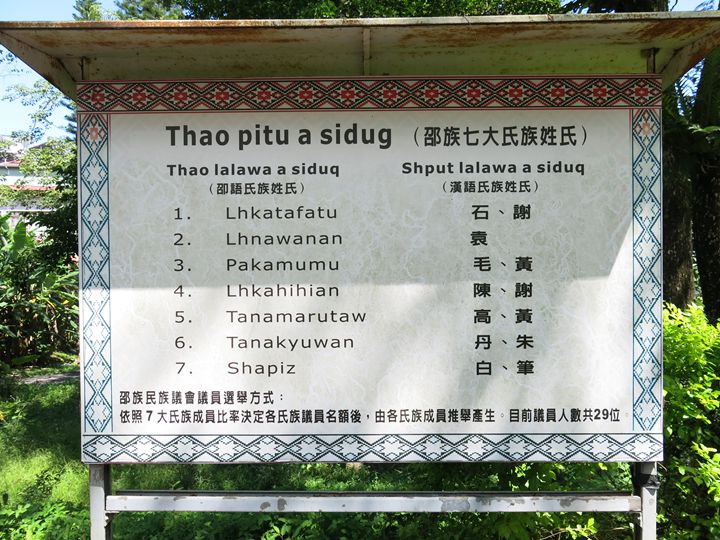 Thao pitu a sidug （邵族七大氏族姓氏）
Thao lalawa a siduq Shput lalawa a siduq
（邵語氏族姓氏） （漢語氏族姓氏）
1. Lhkatafatu 石、謝
2. Lhnawanan 袁
3. Pakamumu 毛、黃
4. Lhkahihian 陳、謝
5. Tanamarutaw 高、黃
6. Tanakyuwan 丹、朱
7. Shapiz 白、筆
邵族民族議會議員選舉方式：
依照7大氏族成員比率決定各氏族議員名額後，由各氏族成員推舉產生。目前議員人數共29位。